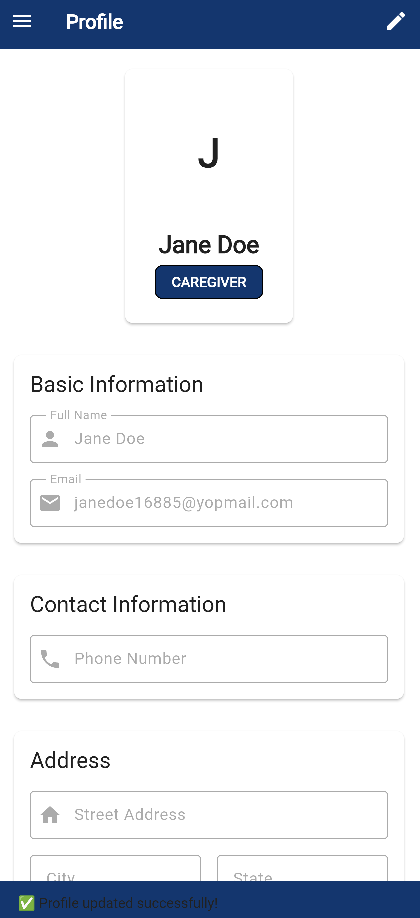 Profile
J
Jane Doe
CAREGIVER
Basic Information
Full Name
Jane Doe
Email
janedoe16885@yopmail.com
Contact Information
Phone Number
Address
Street Address
City
State
✅ Profile updated successfully!